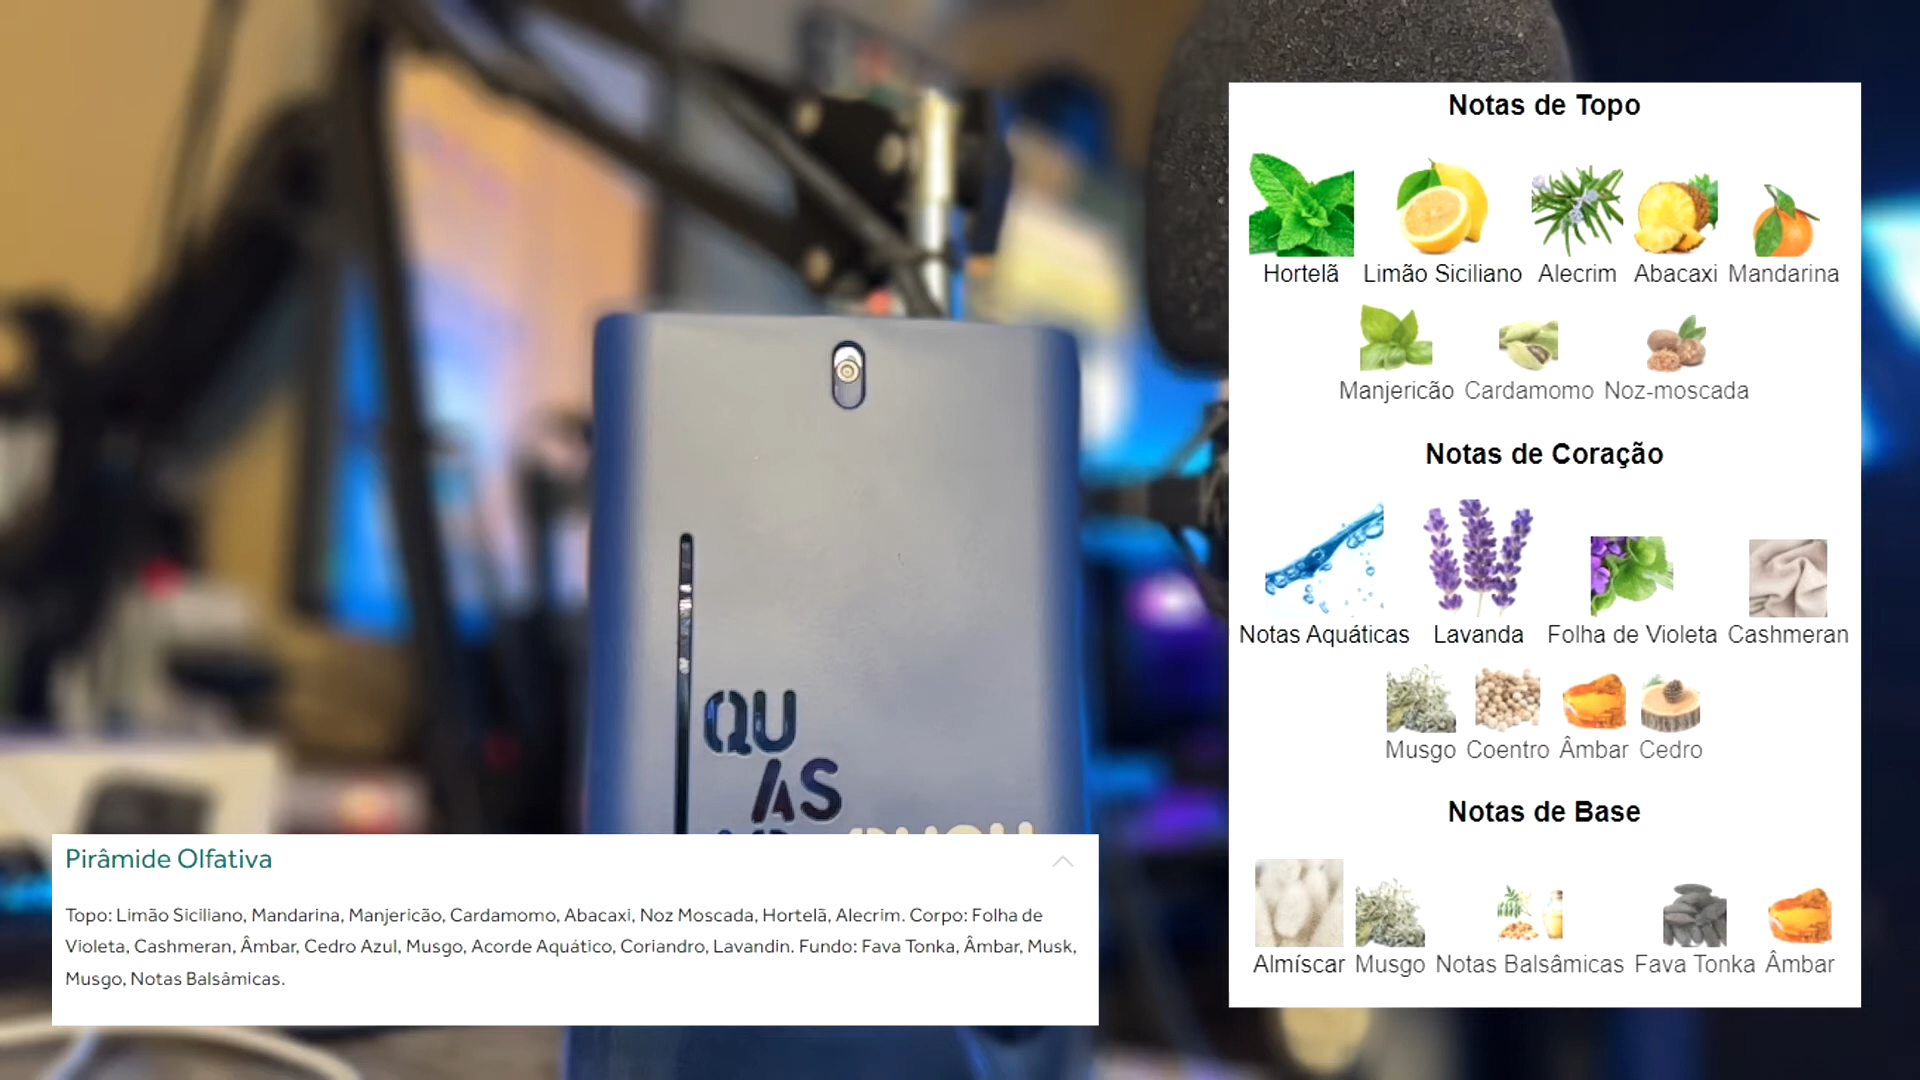 QU
AS
Pirâmide Olfativa
Topo: Limão Siciliano, Mandarina, Manjericão, Cardamomo, Abacaxi, Noz Moscada, Hortelã, Alecrim. Corpo: Folha de
Violeta, Cashmeran, Âmbar, Cedro Azul, Musgo, Acorde Aquático, Coriandro, Lavandin. Fundo: Fava Tonka, Âmbar, Musk,
Musgo, Notas Balsâmicas.
Notas de Topo
Hortelã Limão Siciliano Alecrim Abacaxi Mandarina
Manjericão Cardamomo Noz-moscada
Notas de Coração
Notas Aquáticas Lavanda Folha de Violeta Cashmeran
Musgo Coentro Âmbar Cedro
Notas de Base
Almíscar Musgo Notas Balsâmicas Fava Tonka Âmbar